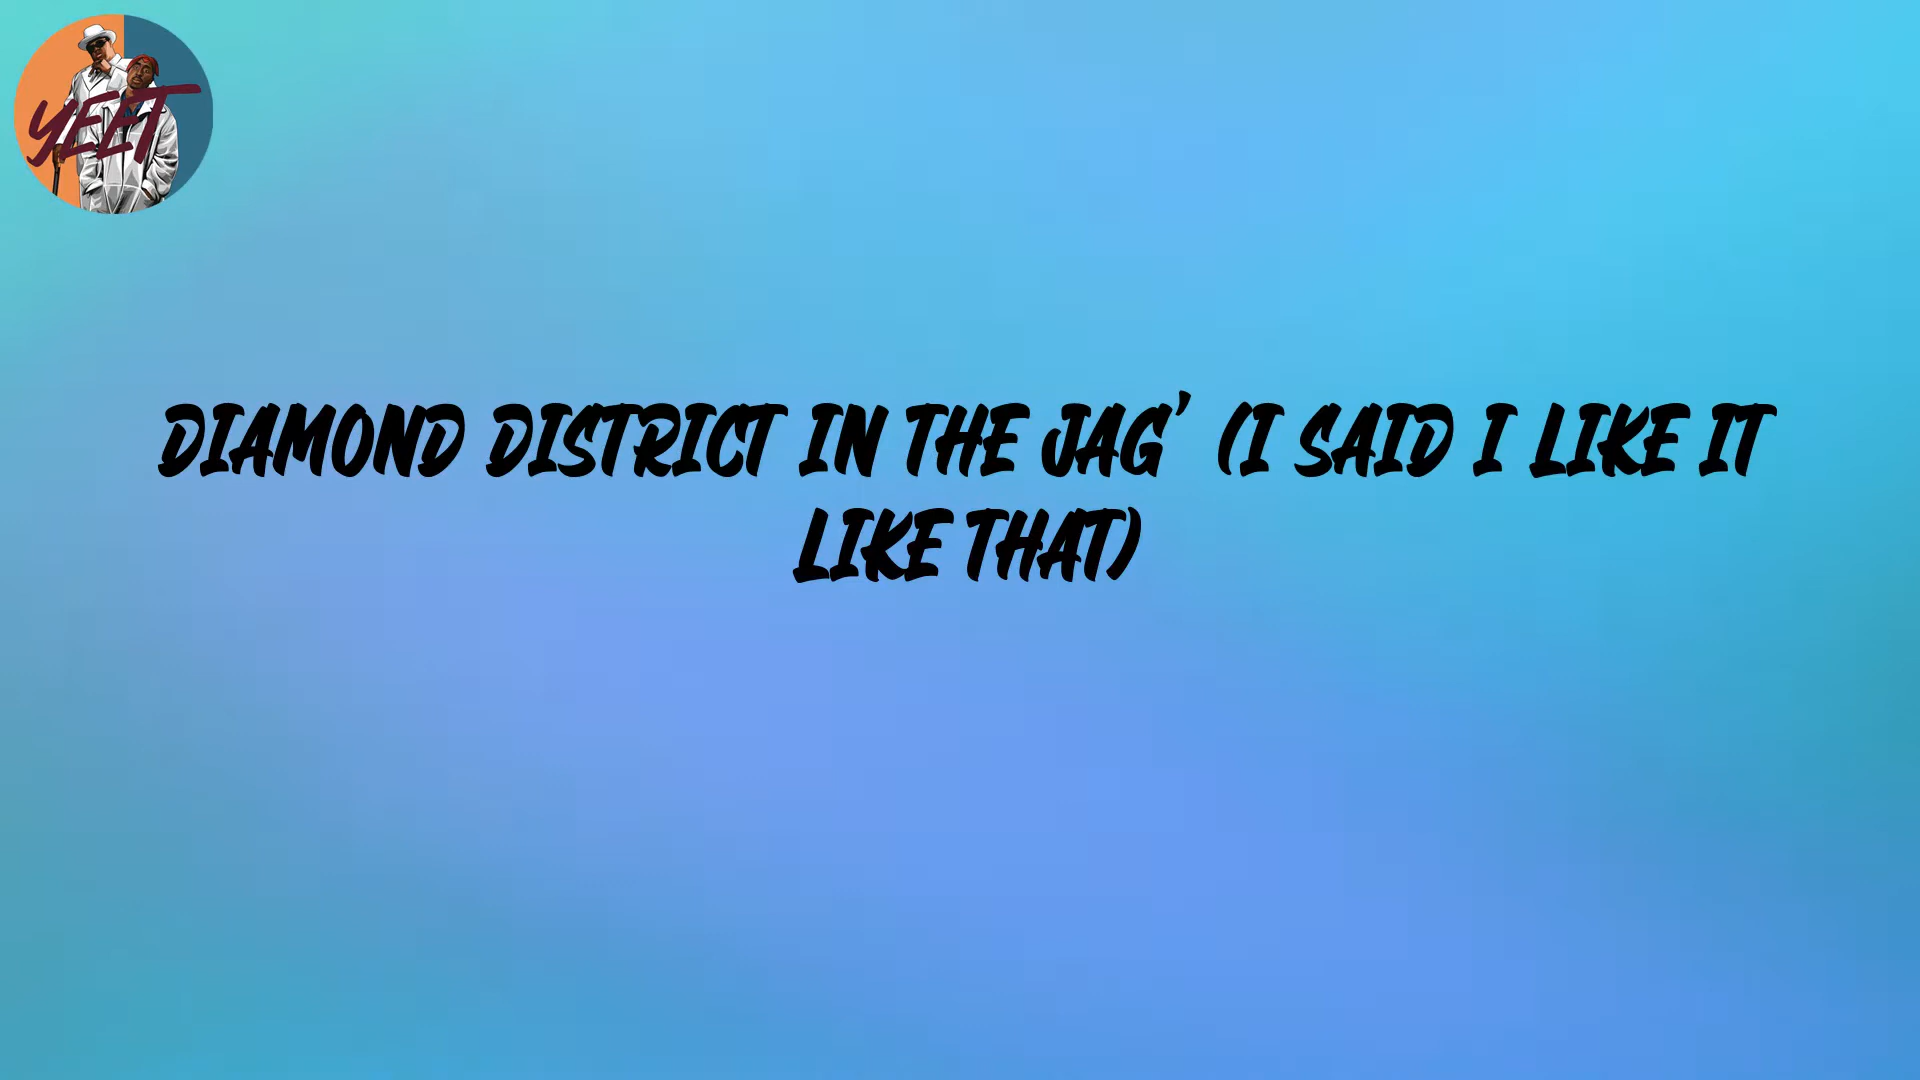 YEET
DIAMOND DISTRICT IN THE JAG' (I SAID I LIKE IT
LIKE THAT)